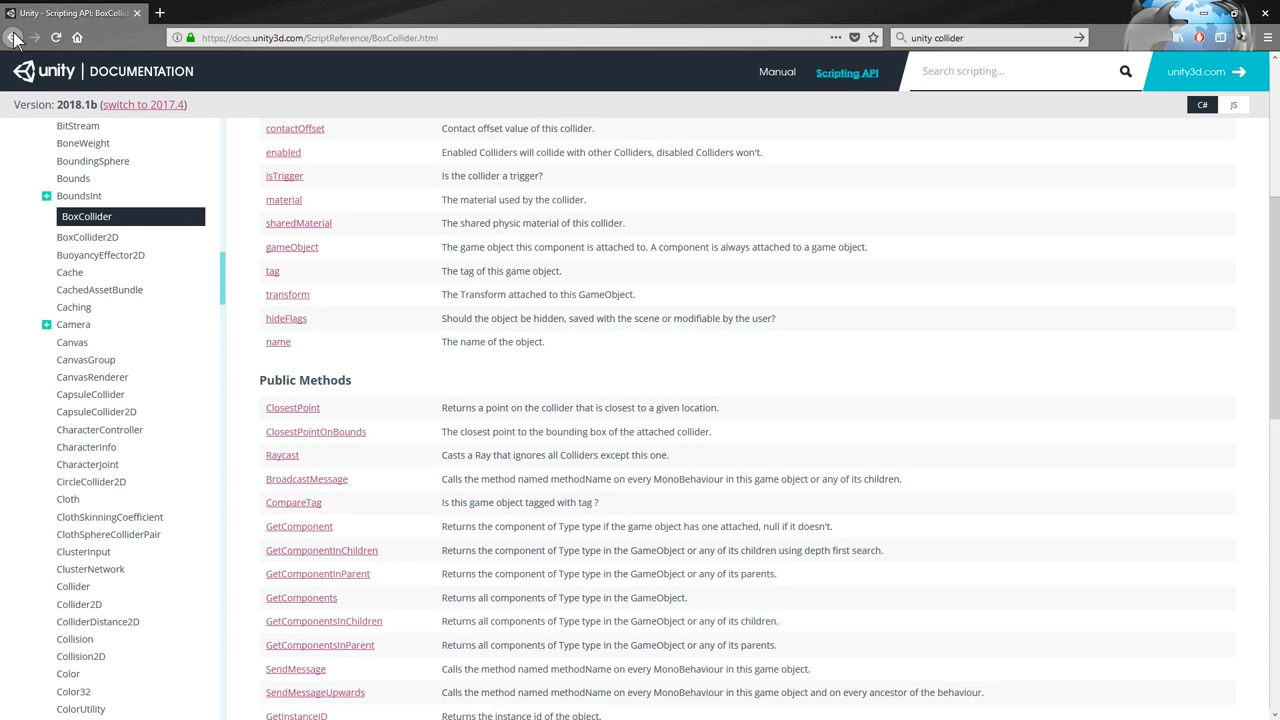 Unity - Scripting API: BoxCollid
https://docs.unity3d.com/ScriptReference/BoxCollider.html
unity collider
unity DOCUMENTATION
Manual
Scripting API
Search scripting...
unity3d.com
Version: 2018.1b (switch to 2017.4)
C#
JS
BitStream
BoneWeight
BoundingSphere
Bounds
BoundsInt
BoxCollider
BoxCollider2D
BuoyancyEffector2D
Cache
CachedAssetBundle
Caching
Camera
Canvas
CanvasGroup
CanvasRenderer
CapsuleCollider
CapsuleCollider2D
CharacterController
CharacterInfo
CharacterJoint
CircleCollider2D
Cloth
ClothSkinningCoefficient
ClothSphereColliderPair
ClusterInput
ClusterNetwork
Collider
Collider2D
ColliderDistance2D
Collision
Collision2D
Color
Color32
ColorUtility
contactOffset Contact offset value of this collider.
enabled Enabled Colliders will collide with other Colliders, disabled Colliders won't.
isTrigger Is the collider a trigger?
material The material used by the collider.
sharedMaterial The shared physic material of this collider.
gameObject The game object this component is attached to. A component is always attached to a game object.
tag The tag of this game object.
transform The Transform attached to this GameObject.
hideFlags Should the object be hidden, saved with the scene or modifiable by the user?
name The name of the object.
Public Methods
ClosestPoint Returns a point on the collider that is closest to a given location.
ClosestPointOnBounds The closest point to the bounding box of the attached collider.
Raycast Casts a Ray that ignores all Colliders except this one.
BroadcastMessage Calls the method named methodName on every MonoBehaviour in this game object or any of its children.
CompareTag Is this game object tagged with tag ?
GetComponent Returns the component of Type type if the game object has one attached, null if it doesn't.
GetComponentInChildren Returns the component of Type type in the GameObject or any of its children using depth first search.
GetComponentInParent Returns the component of Type type in the GameObject or any of its parents.
GetComponents Returns all components of Type type in the GameObject.
GetComponentsInChildren Returns all components of Type type in the GameObject or any of its children.
GetComponentsInParent Returns all components of Type type in the GameObject or any of its parents.
SendMessage Calls the method named methodName on every MonoBehaviour in this game object.
SendMessageUpwards Calls the method named methodName on every MonoBehaviour in this game object and on every ancestor of the behaviour.
GetInstanceID Returns the instance id of the object.